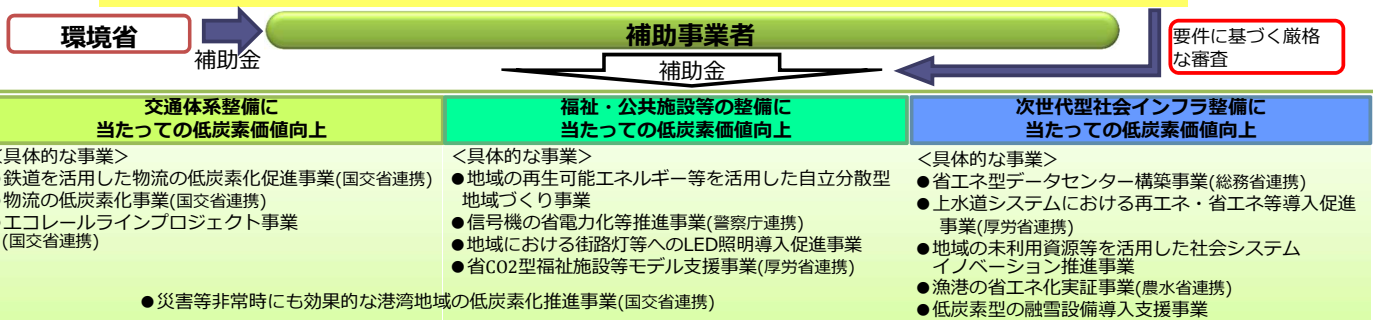 環境省
補助金
補助事業者
補助金
要件に基づく厳格
な審査
交通体系整備に
当たっての低炭素価値向上
<具体的な事業>
●鉄道を活用した物流の低炭素化促進事業(国交省連携)
●物流の低炭素化事業(国交省連携)
●エコレールラインプロジェクト事業
(国交省連携)
福祉・公共施設等の整備に
当たっての低炭素価値向上
<具体的な事業>
●地域の再生可能エネルギー等を活用した自立分散型
地域づくり事業
●信号機の省電力化等推進事業(警察庁連携)
●地域における街路灯等へのLED照明導入促進事業
●省CO2型福祉施設等モデル支援事業(厚労省連携)
●災害等非常時にも効果的な港湾地域の低炭素化推進事業(国交省連携)
次世代型社会インフラ整備に
当たっての低炭素価値向上
<具体的な事業>
●省エネ型データセンター構築事業(総務省連携)
●上水道システムにおける再エネ・省エネ等導入促進
事業(厚労省連携)
●地域の未利用資源等を活用した社会システム
イノベーション推進事業
●漁港の省エネ化実証事業(農水省連携)
●低炭素型の融雪設備導入支援事業